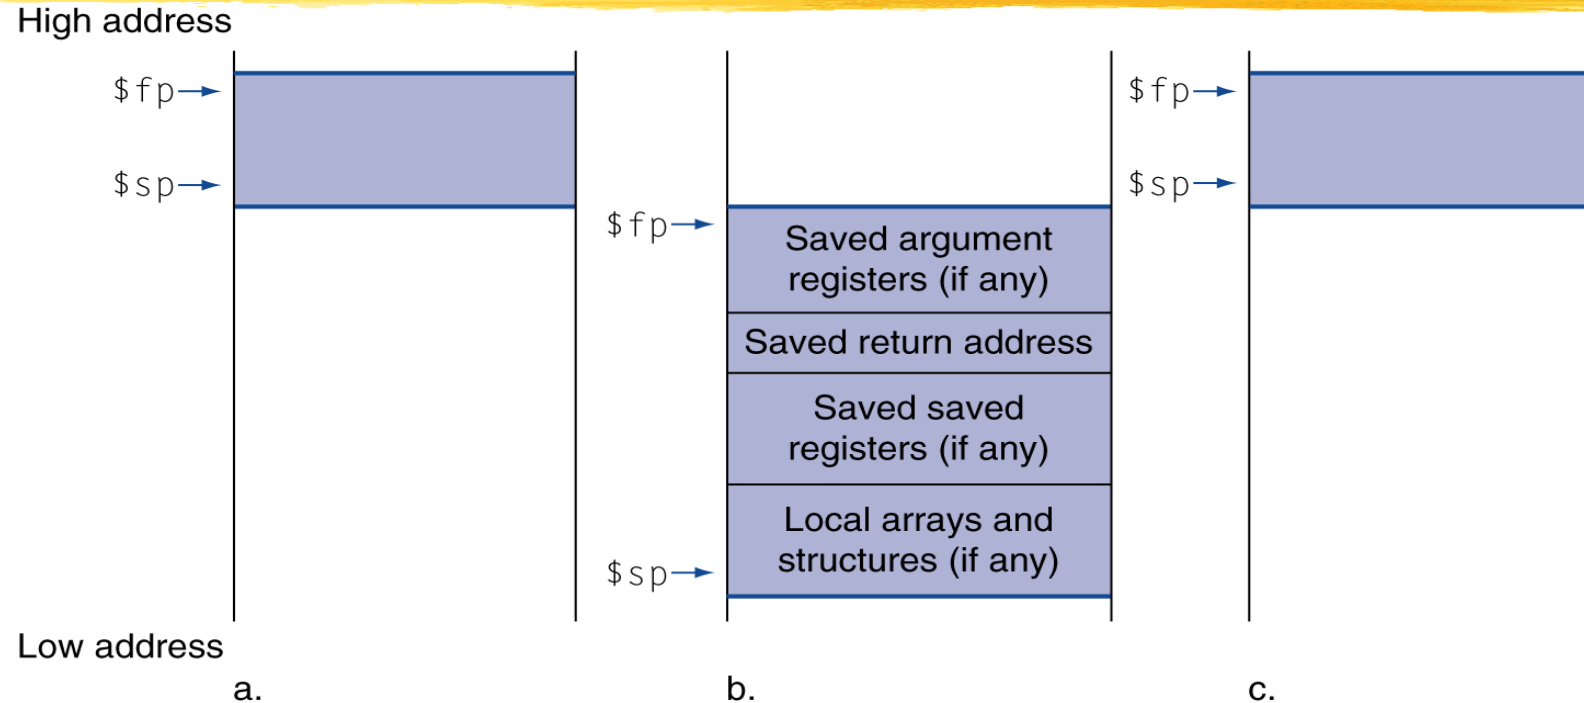 High address
$fp
$sp
$fp
Saved argument
registers (if any)
Saved return address
Saved saved
registers (if any)
Local arrays and
structures (if any)
$sp
$fp
$sp
Low address
a.
b.
c.